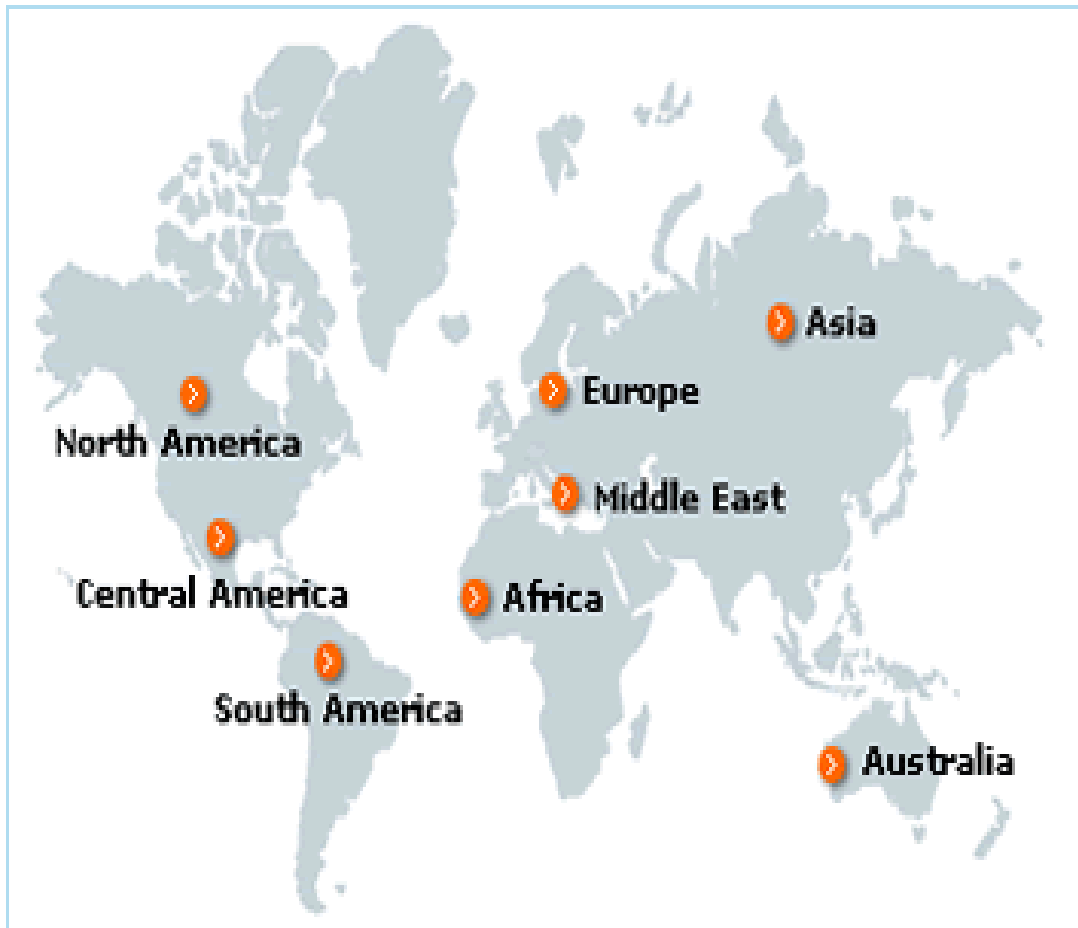 Asia
Europe
North America
Middle East
Central America
Africa
South America
Australia